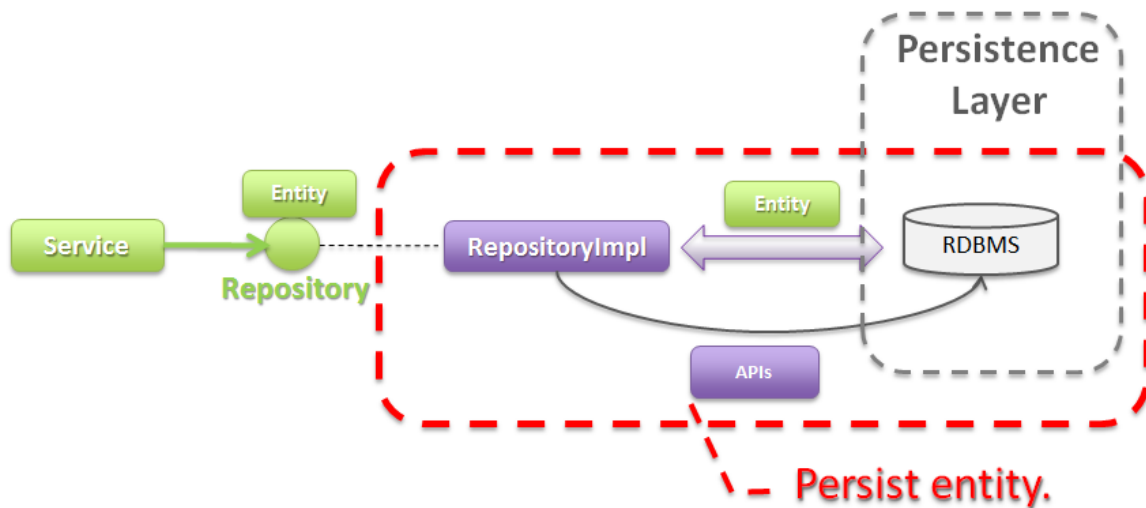 Persistence
Layer
Entity
Entity
Service
RepositoryImpl
RDBMS
Repository
APIs
Persist entity.